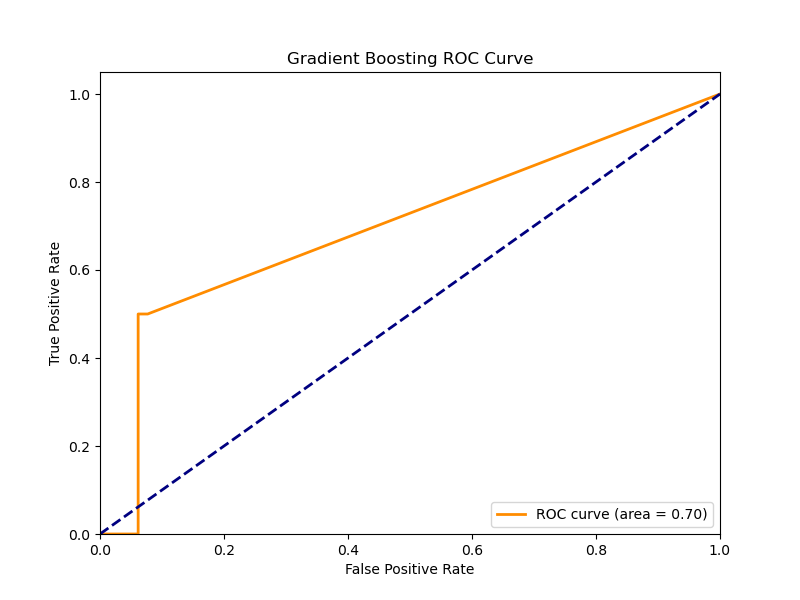 Gradient Boosting ROC Curve
True Positive Rate
1.0
0.8
0.6
0.4
0.2
0.0
0.0 0.2 0.4 0.6 0.8 1.0
False Positive Rate
ROC curve (area = 0.70)